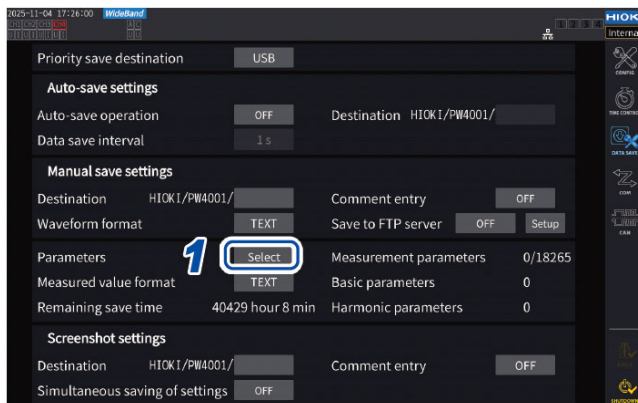 2025-11-04 17:26:00 WideBand
HIOKI
Interna
Priority save destination USB
CONFIG
Auto-save settings
Auto-save operation OFF Destination HIOKI/PW4001/
TIME CONTRO
Data save interval 1 s
DATA SAVE
Manual save settings
Destination HIOKI/PW4001/ Comment entry OFF
COM
Waveform format TEXT Save to FTP server OFF Setup
CAN
Parameters 1 Select Measurement parameters 0/18265
Measured value format TEXT Basic parameters 0
Remaining save time 40429 hour 8 min Harmonic parameters 0
Screenshot settings
Destination HIOKI/PW4001/ Comment entry OFF
Simultaneous saving of settings OFF
SHUTDOWN